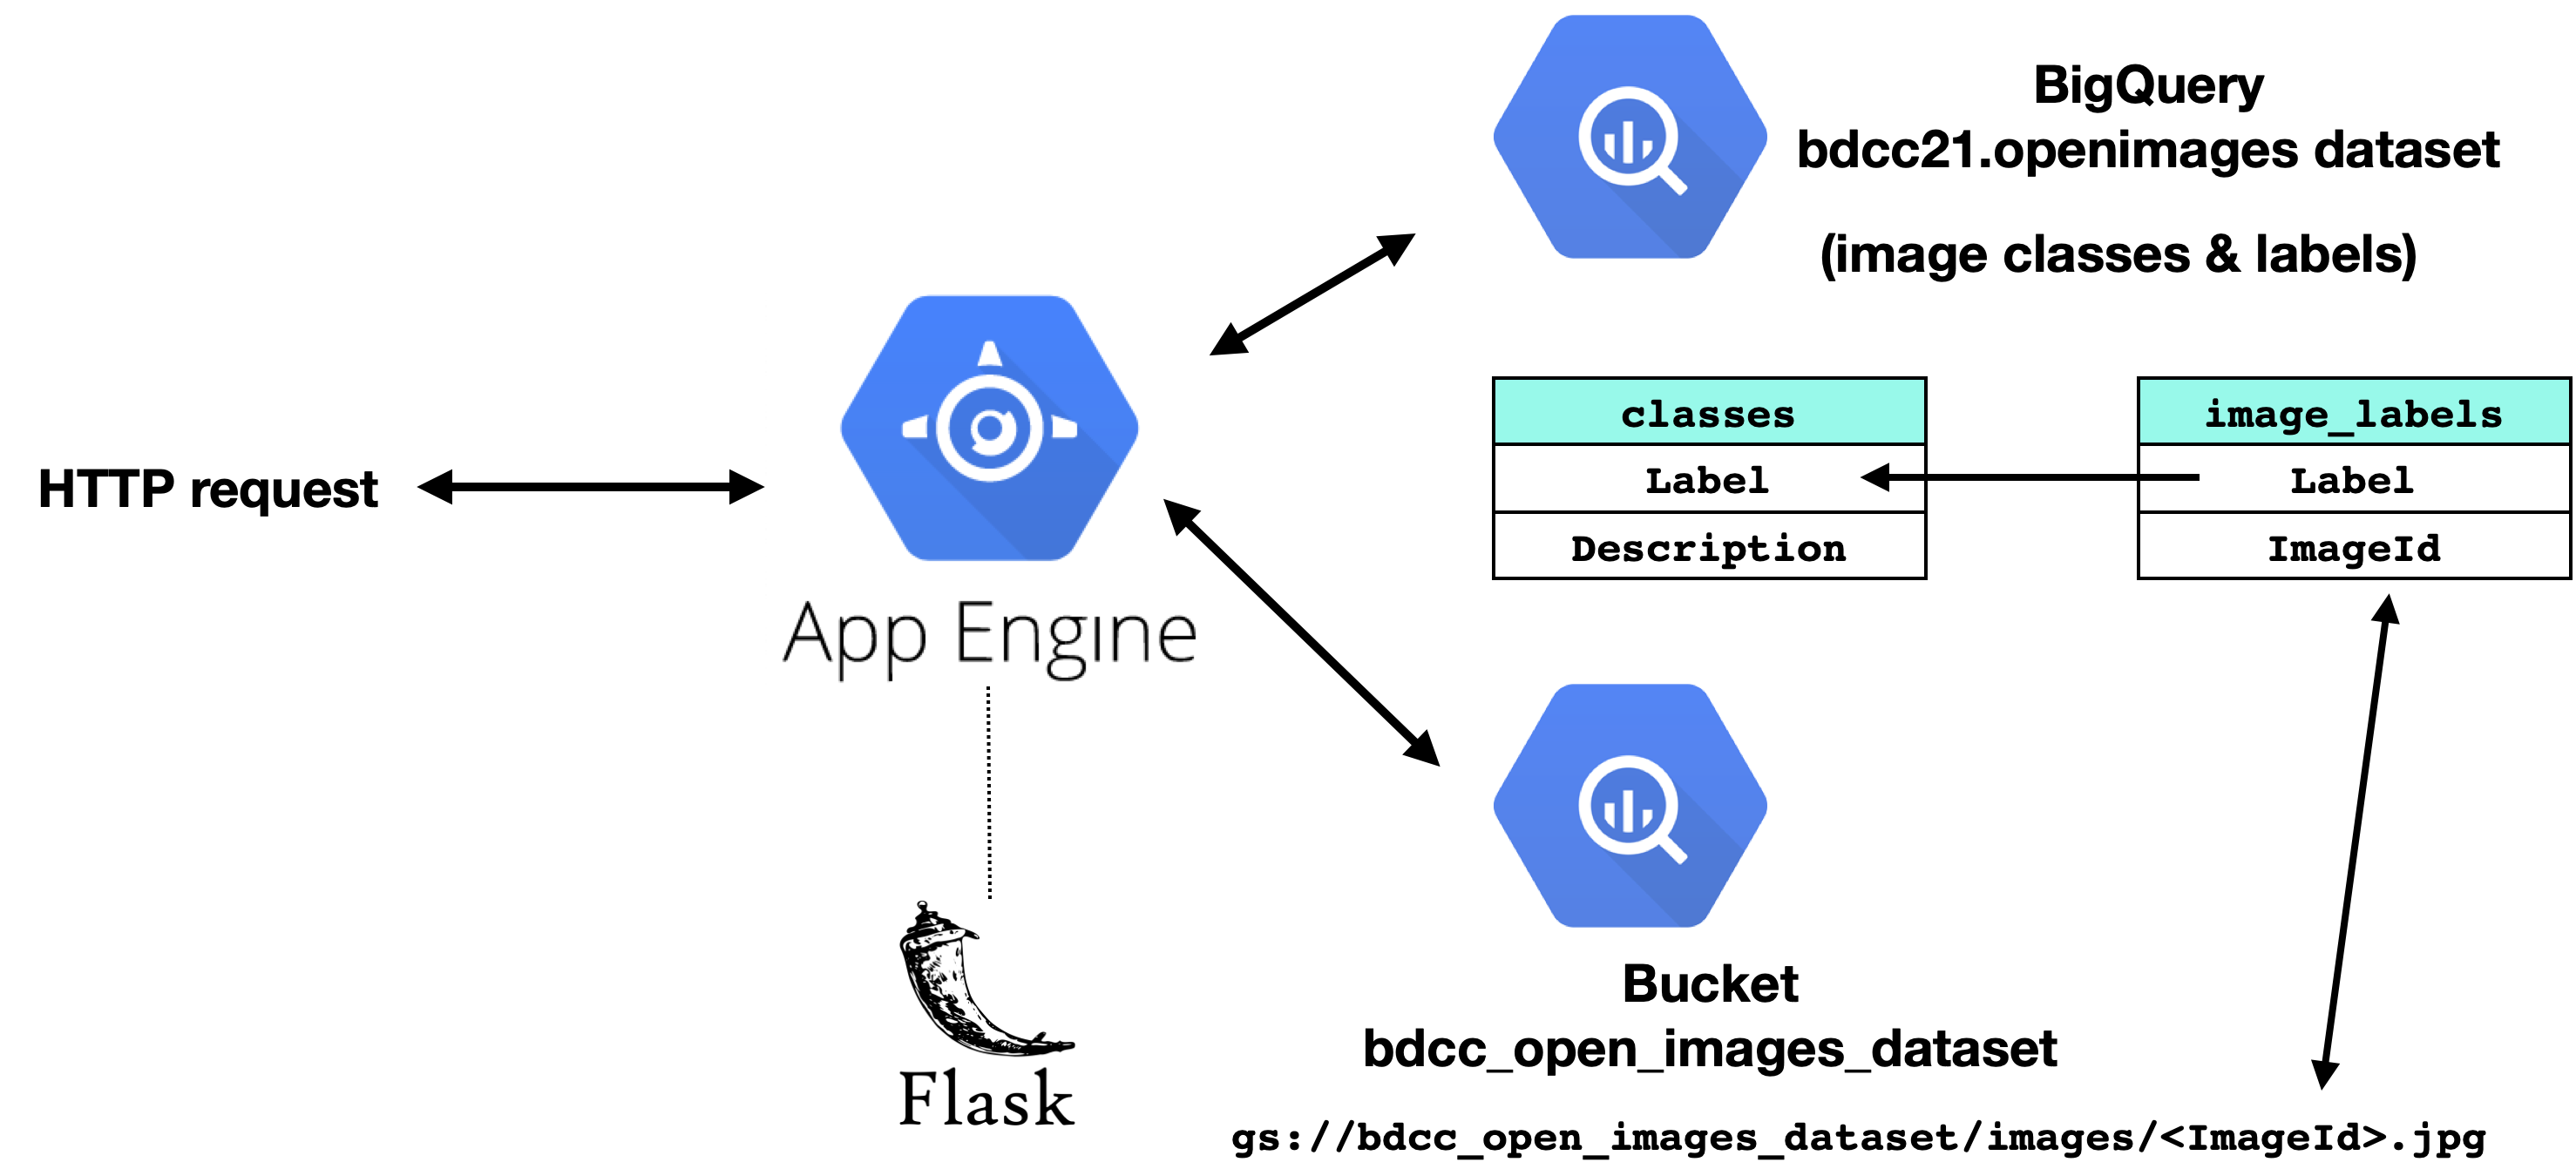 BigQuery
bdcc21.openimages dataset
(image classes & labels)
HTTP request
App Engine
classes
Label
Description
image_labels
Label
ImageId
Flask
Bucket
bdcc_open_images_dataset
gs://bdcc_open_images_dataset/images/<ImageId>.jpg